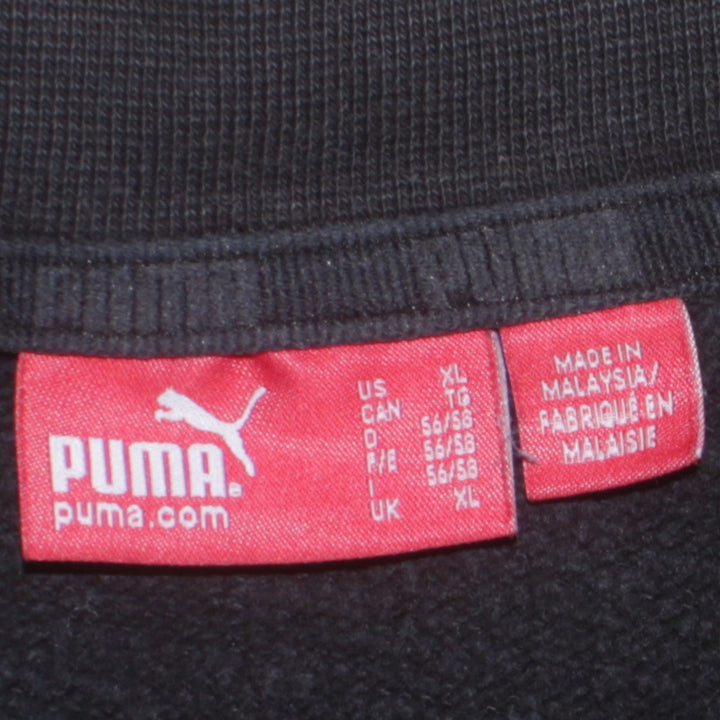 PUMA®
puma.com
US XL
CAN TG
D 56/58
F/E 56/58
I 56/58
UK XL
MADE IN
MALAYSIA/
FABRIQUÉ EN
MALAISIE